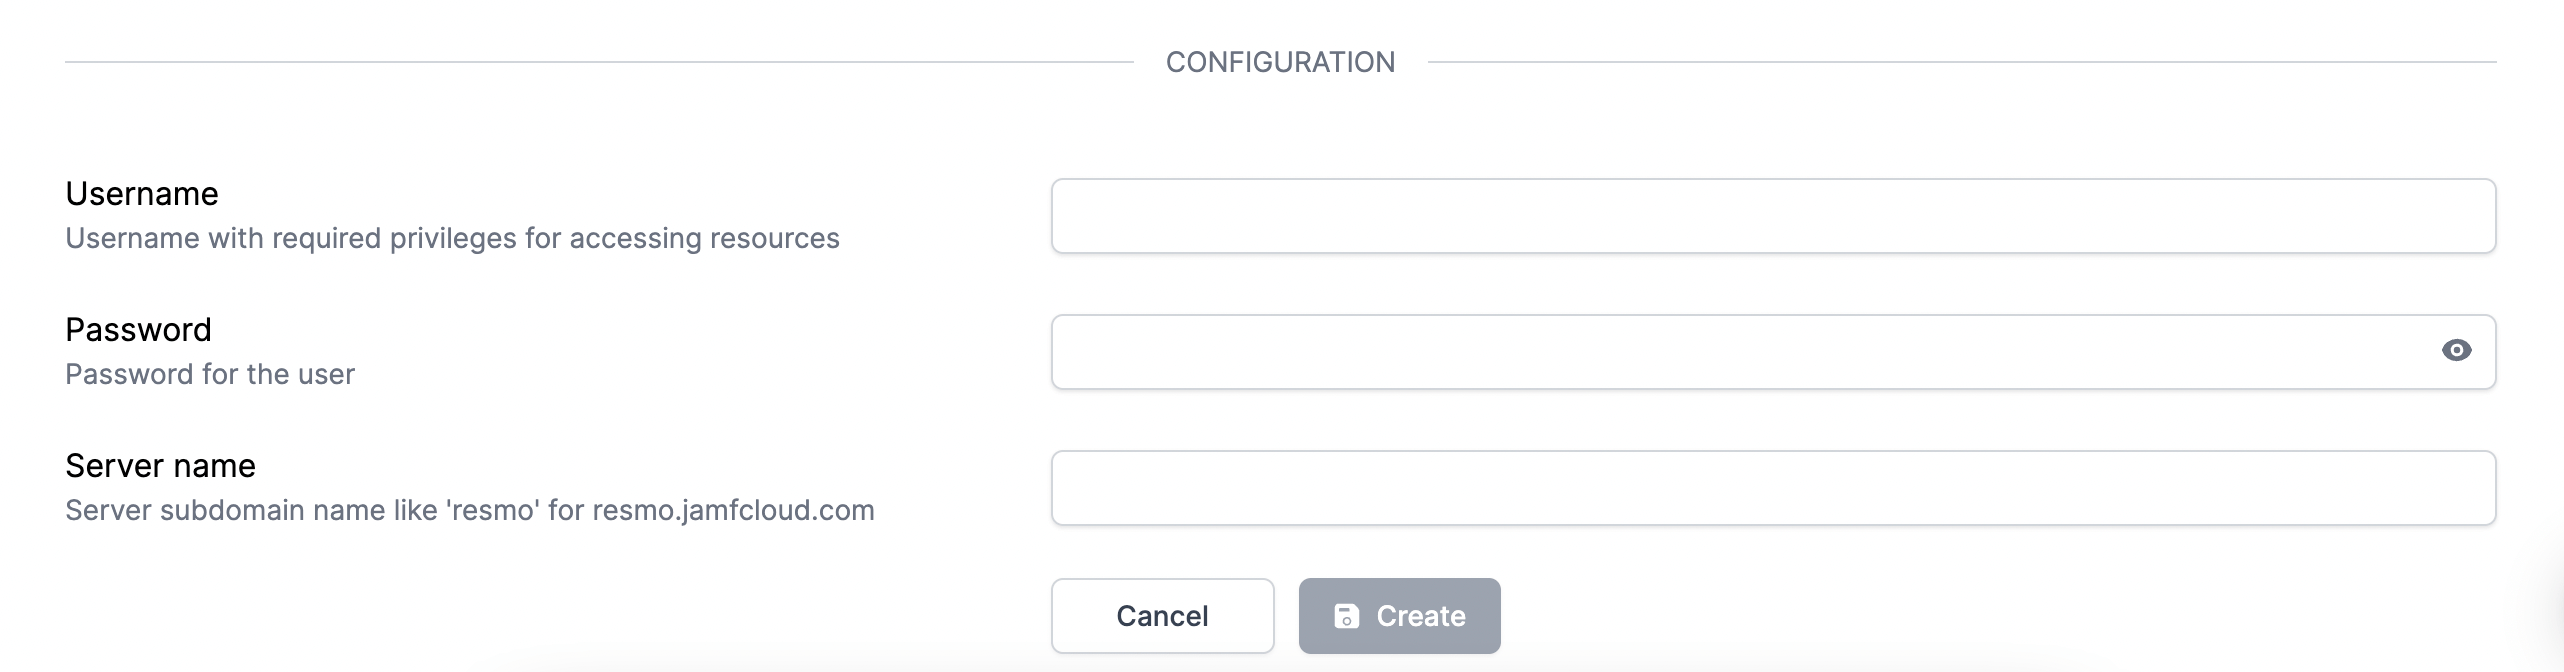 CONFIGURATION
Username
Username with required privileges for accessing resources
Password
Password for the user
Server name
Server subdomain name like 'resmo' for resmo.jamfcloud.com
Cancel
Create